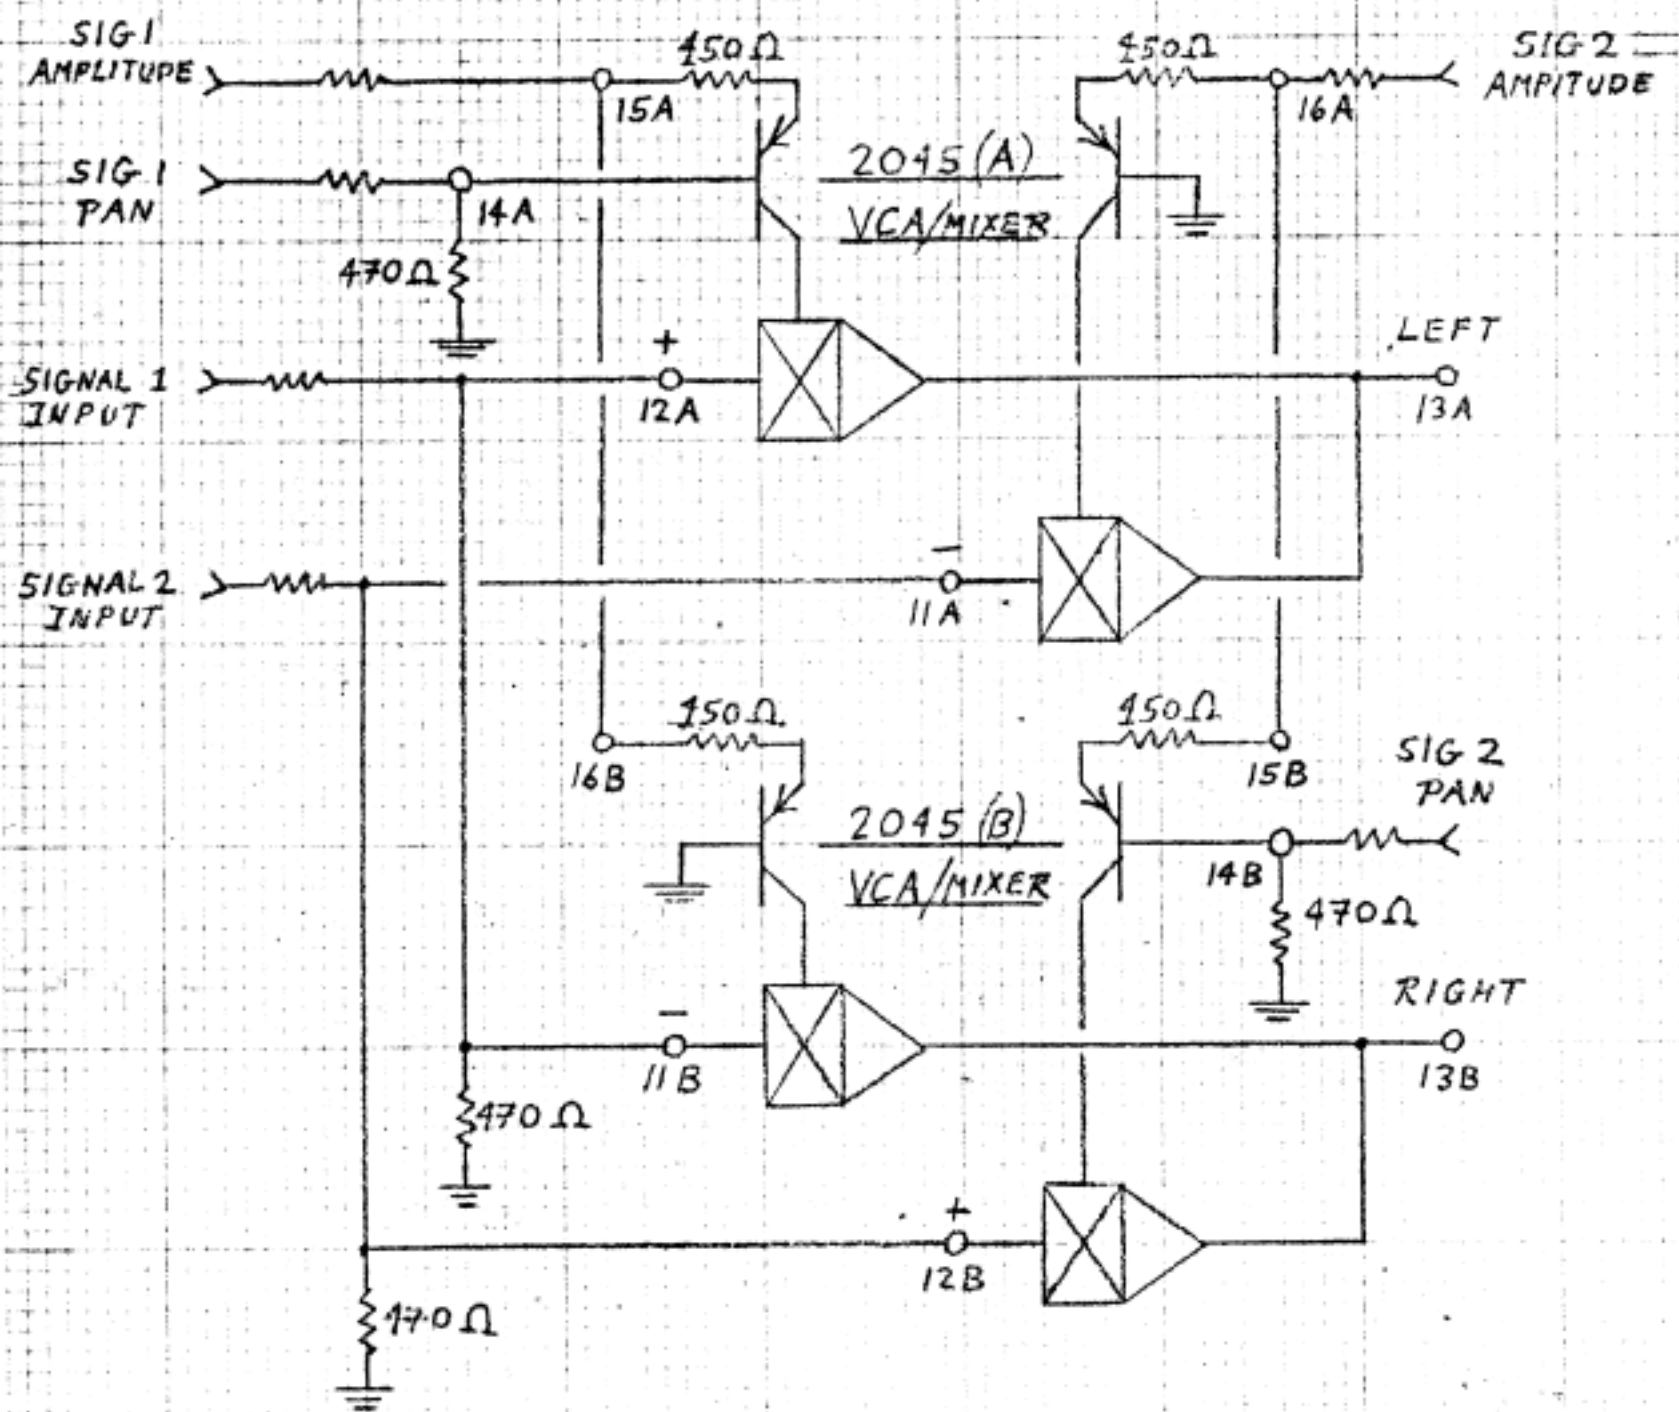 SIG 1
AMPLITUDE
450Ω
450Ω
SIG 2
AMPITUDE
15A
16A
SIG 1
PAN
14A
2045 (A)
VCA/MIXER
470Ω
SIGNAL 1
INPUT
+
12A
LEFT
13A
SIGNAL 2
INPUT
−
11A
450Ω
450Ω
16B
15B
SIG 2
PAN
2045 (B)
VCA/MIXER
14B
470Ω
−
11B
RIGHT
13B
470Ω
+
12B
470Ω